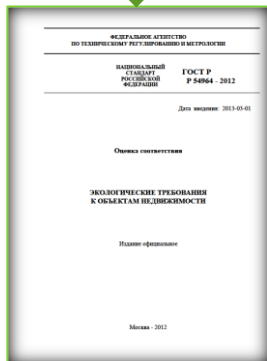 ФЕДЕРАЛЬНОЕ АГЕНТСТВО
ПО ТЕХНИЧЕСКОМУ РЕГУЛИРОВАНИЮ И МЕТРОЛОГИИ
НАЦИОНАЛЬНЫЙ
СТАНДАРТ
РОССИЙСКОЙ
ФЕДЕРАЦИИ
ГОСТ Р
Р 54964 - 2012
Дата введения: 2013-03-01
Оценка соответствия
ЭКОЛОГИЧЕСКИЕ ТРЕБОВАНИЯ
К ОБЪЕКТАМ НЕДВИЖИМОСТИ
Издание официальное
Москва - 2012